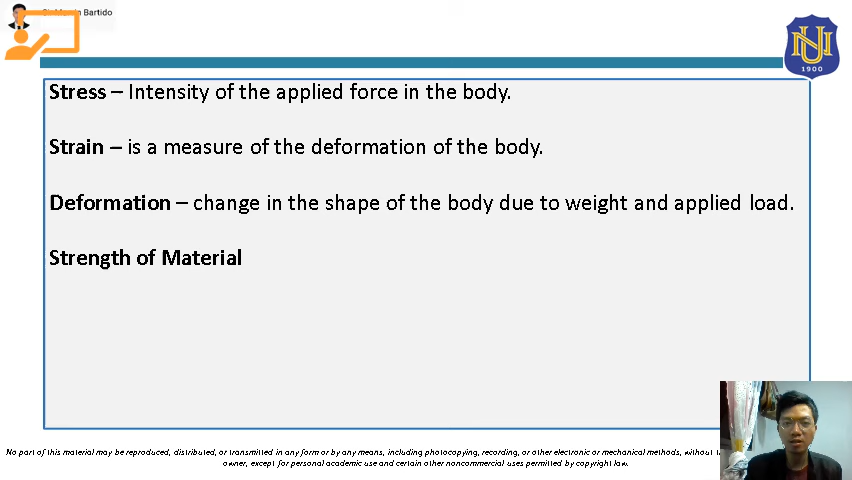 Bartido
Stress – Intensity of the applied force in the body.
Strain – is a measure of the deformation of the body.
Deformation – change in the shape of the body due to weight and applied load.
Strength of Material
NU
1900
No part of this material may be reproduced, distributed, or transmitted in any form or by any means, including photocopying, recording, or other electronic or mechanical methods, without
owner, except for personal academic use and certain other noncommercial uses permitted by copyright law.